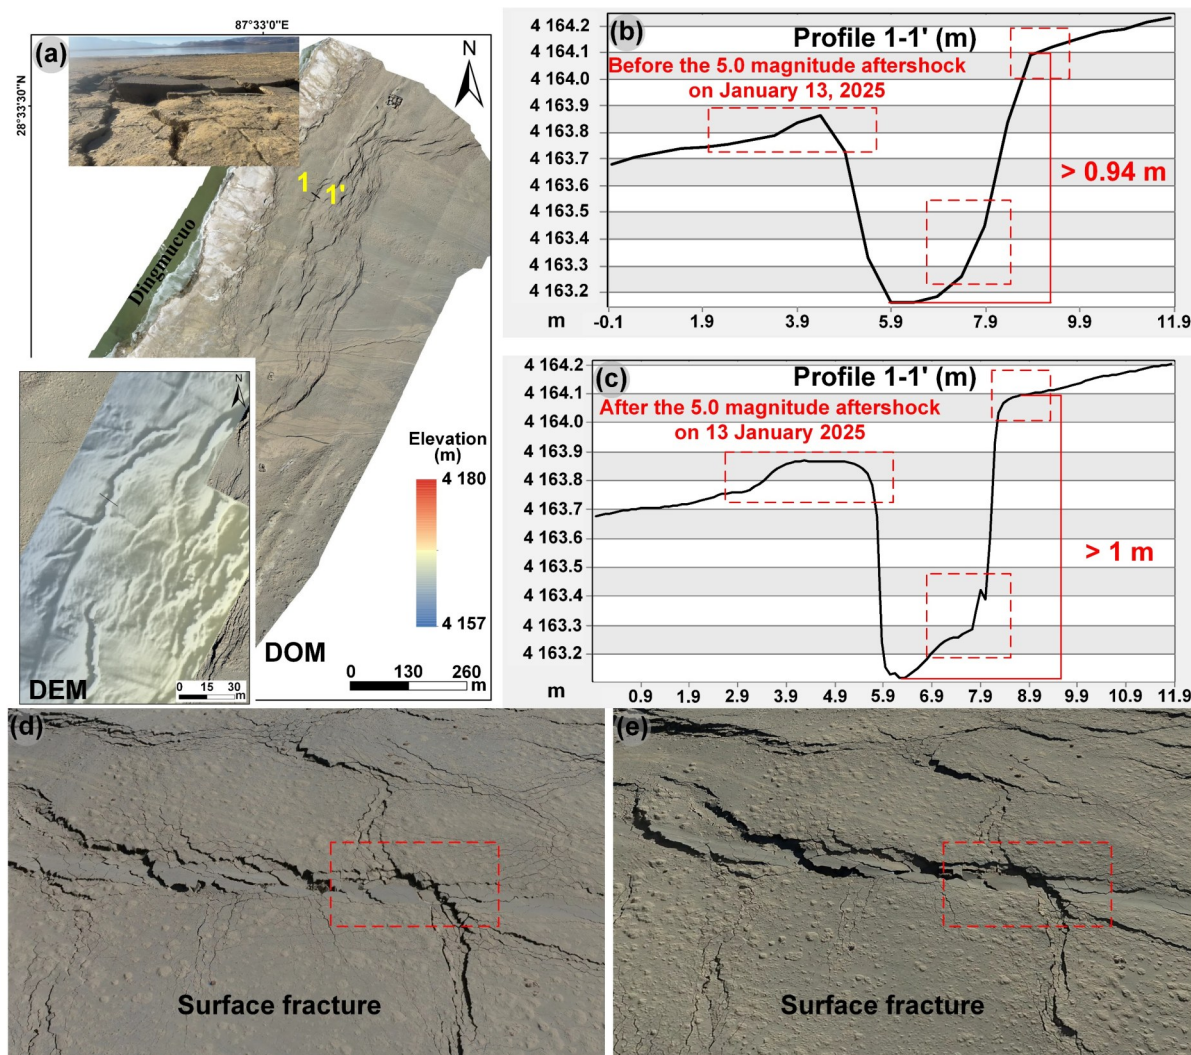 (a)
87°33'0"E
28°33'30"N
N
1
1'
Dingmucuo
Elevation
(m)
4 180
4 157
DOM
0 130 260
m
N
DEM
0 15 30
m
(b)
Profile 1-1' (m)
Before the 5.0 magnitude aftershock
on January 13, 2025
> 0.94 m
4 164.2
4 164.1
4 164.0
4 163.9
4 163.8
4 163.7
4 163.6
4 163.5
4 163.4
4 163.3
4 163.2
m
-0.1 1.9 3.9 5.9 7.9 9.9 11.9
(c)
Profile 1-1' (m)
After the 5.0 magnitude aftershock
on 13 January 2025
> 1 m
4 164.2
4 164.1
4 164.0
4 163.9
4 163.8
4 163.7
4 163.6
4 163.5
4 163.4
4 163.3
4 163.2
m
0.9 1.9 2.9 3.9 4.9 5.9 6.9 7.9 8.9 9.9 10.9 11.9
(d)
Surface fracture
(e)
Surface fracture